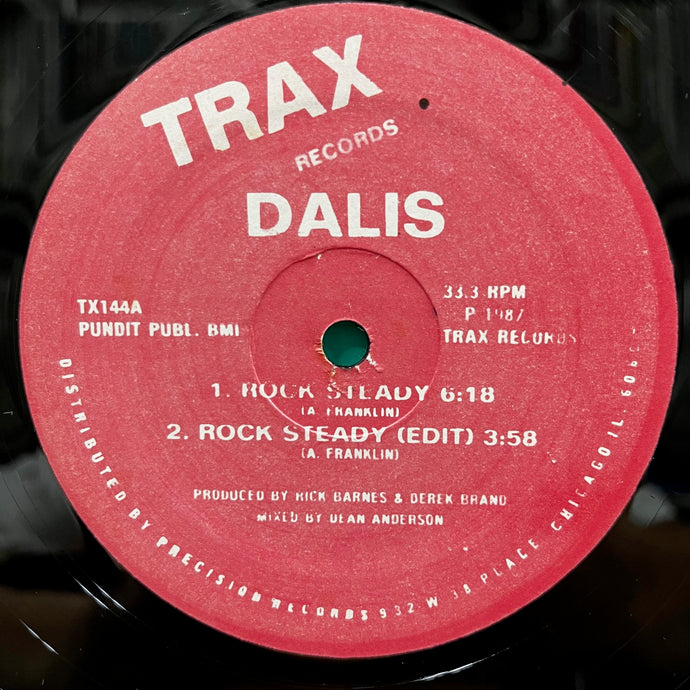 TRAX
RECORDS
DALIS
TX144A
PUNDIT PUBL. BMI
33.3 RPM
P 1987
TRAX RECORDS
1. ROCK STEADY 6:18
(A. FRANKLIN)
2. ROCK STEADY (EDIT) 3:58
(A. FRANKLIN)
PRODUCED BY RICK BARNES & DEREK BRAND
MIXED BY DEAN ANDERSON
DISTRIBUTED BY PRECISION RECORDS 932 W 38 PLACE CHICAGO IL.